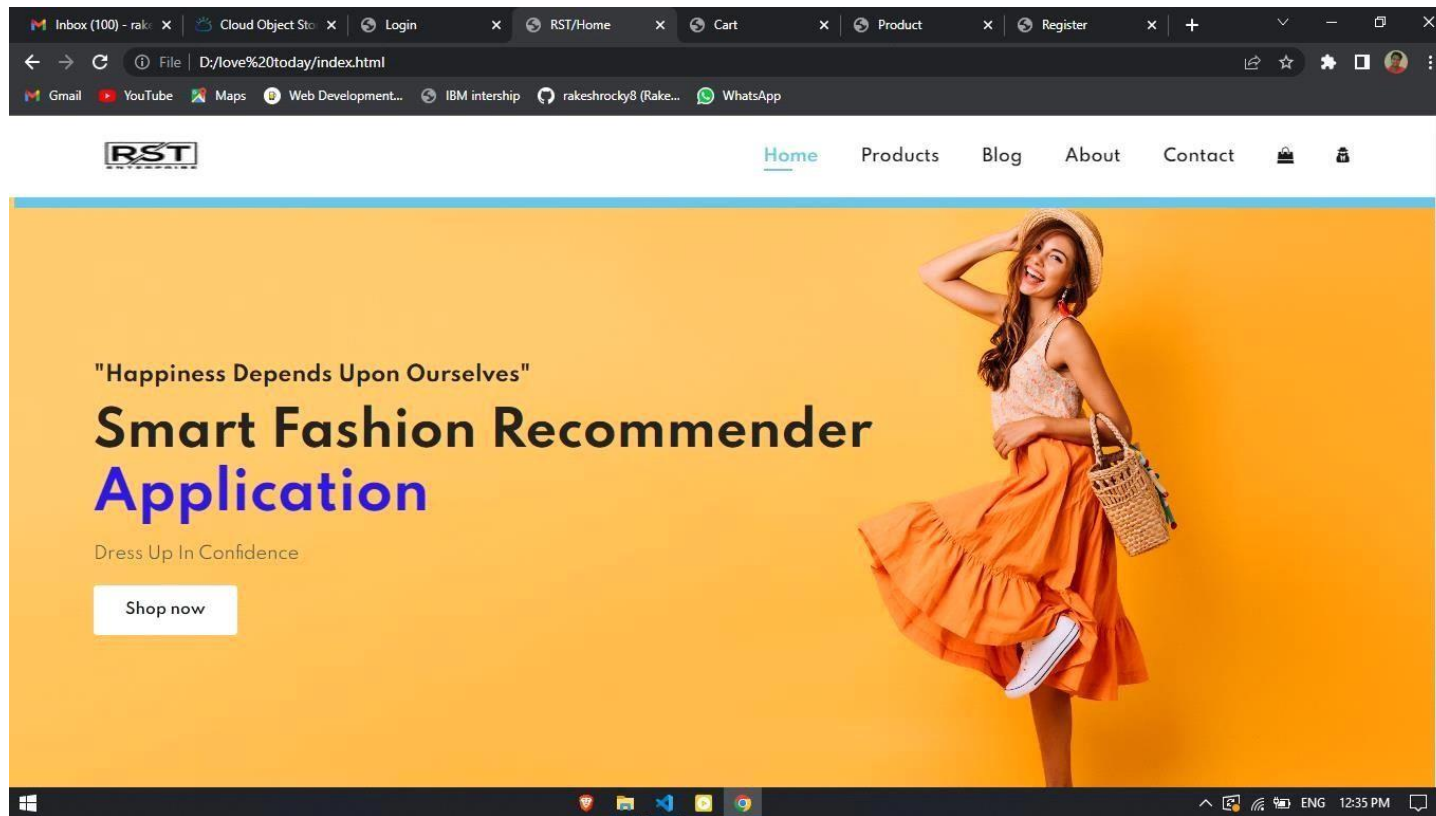 Inbox (100) - rak
Cloud Object Sto
Login
RST/Home
Cart
Product
Register
File
D:/love%20today/index.html
Gmail
YouTube
Maps
Web Development...
IBM intership
rakeshrocky8 (Rake...
WhatsApp
RST
ENTERPRISE
Home
Products
Blog
About
Contact
"Happiness Depends Upon Ourselves"
Smart Fashion Recommender
Application
Dress Up In Confidence
Shop now
ENG
12:35 PM